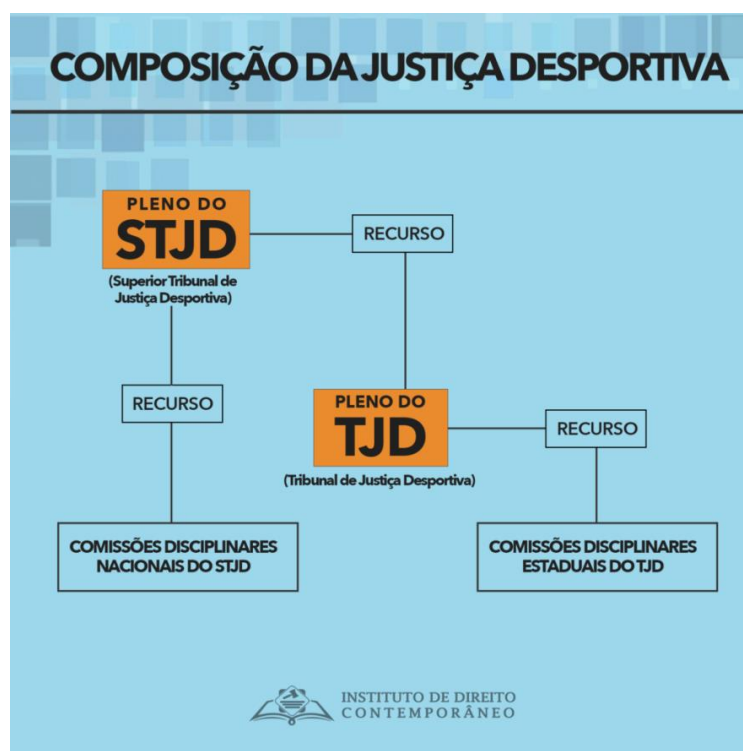 COMPOSIÇÃO DA JUSTIÇA DESPORTIVA
PLENO DO
STJD
(Superior Tribunal de
Justiça Desportiva)
RECURSO
RECURSO
PLENO DO
TJD
(Tribunal de Justiça Desportiva)
RECURSO
COMISSÕES DISCIPLINARES
NACIONAIS DO STJD
COMISSÕES DISCIPLINARES
ESTADUAIS DO TJD
INSTITUTO DE DIREITO
CONTEMPORÂNEO